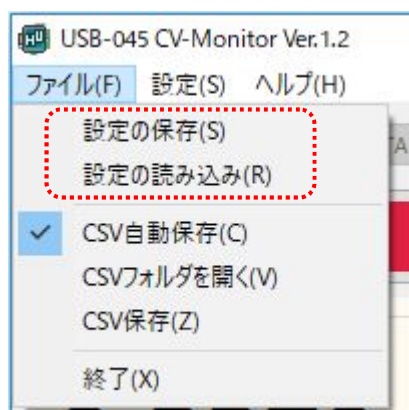 USB-045 CV-Monitor Ver.1.2
ファイル(F) 設定(S) ヘルプ(H)
設定の保存(S)
設定の読み込み(R)
CSV自動保存(C)
CSVフォルダを開く(V)
CSV保存(Z)
終了(X)